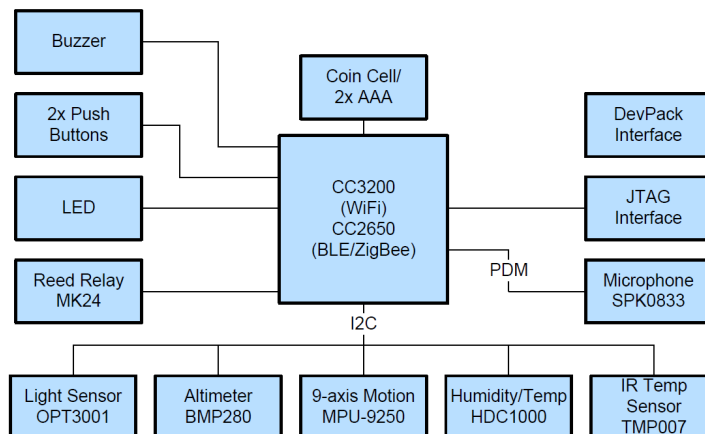 Buzzer
Coin Cell/
2x AAA
2x Push
Buttons
DevPack
Interface
CC3200
(WiFi)
CC2650
(BLE/ZigBee)
LED
JTAG
Interface
Reed Relay
MK24
PDM
Microphone
SPK0833
I2C
Light Sensor
OPT3001
Altimeter
BMP280
9-axis Motion
MPU-9250
Humidity/Temp
HDC1000
IR Temp
Sensor
TMP007